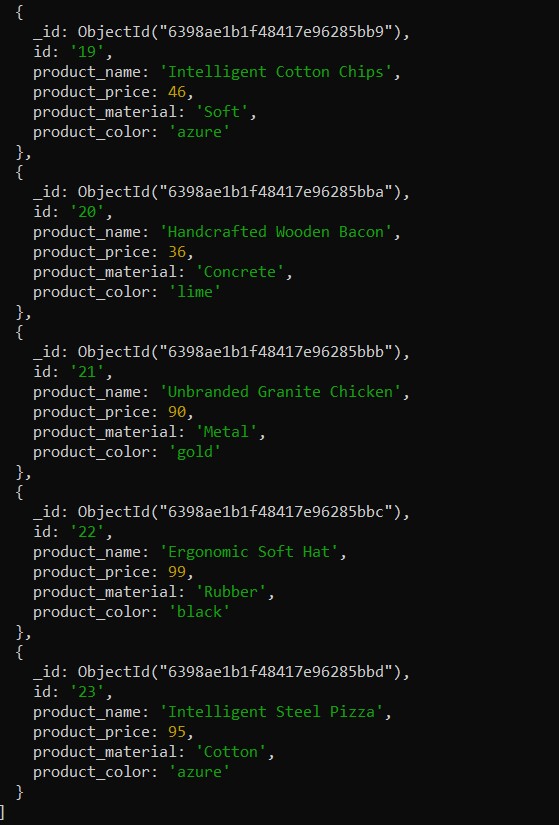 {
_id: ObjectId("6398ae1b1f48417e96285bb9"),
id: '19',
product_name: 'Intelligent Cotton Chips',
product_price: 46,
product_material: 'Soft',
product_color: 'azure'
},
{
_id: ObjectId("6398ae1b1f48417e96285bba"),
id: '20',
product_name: 'Handcrafted Wooden Bacon',
product_price: 36,
product_material: 'Concrete',
product_color: 'lime'
},
{
_id: ObjectId("6398ae1b1f48417e96285bbb"),
id: '21',
product_name: 'Unbranded Granite Chicken',
product_price: 90,
product_material: 'Metal',
product_color: 'gold'
},
{
_id: ObjectId("6398ae1b1f48417e96285bbc"),
id: '22',
product_name: 'Ergonomic Soft Hat',
product_price: 99,
product_material: 'Rubber',
product_color: 'black'
},
{
_id: ObjectId("6398ae1b1f48417e96285bbd"),
id: '23',
product_name: 'Intelligent Steel Pizza',
product_price: 95,
product_material: 'Cotton',
product_color: 'azure'
}
]